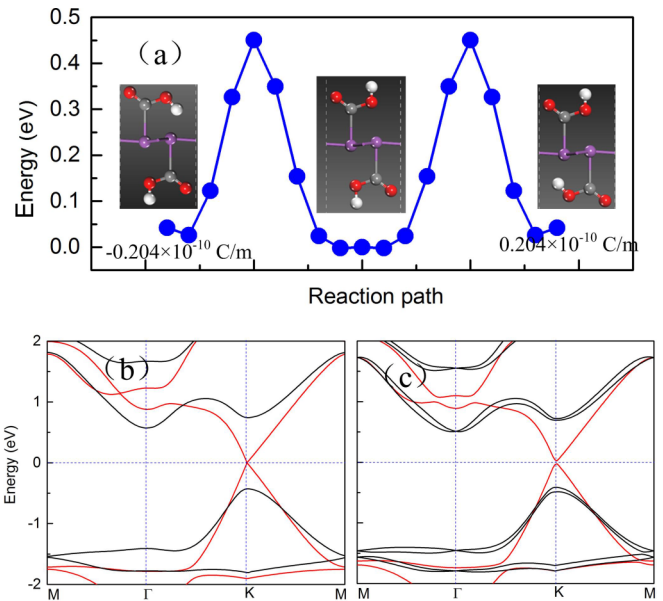 0.5
(a)
0.4
0.3
0.2
0.1
0.0
Energy (eV)
-0.204×10-10 C/m
0.204×10-10 C/m
Reaction path
2
(b)
(c)
1
0
-1
-2
Energy (eV)
M Γ K M
M Γ K M